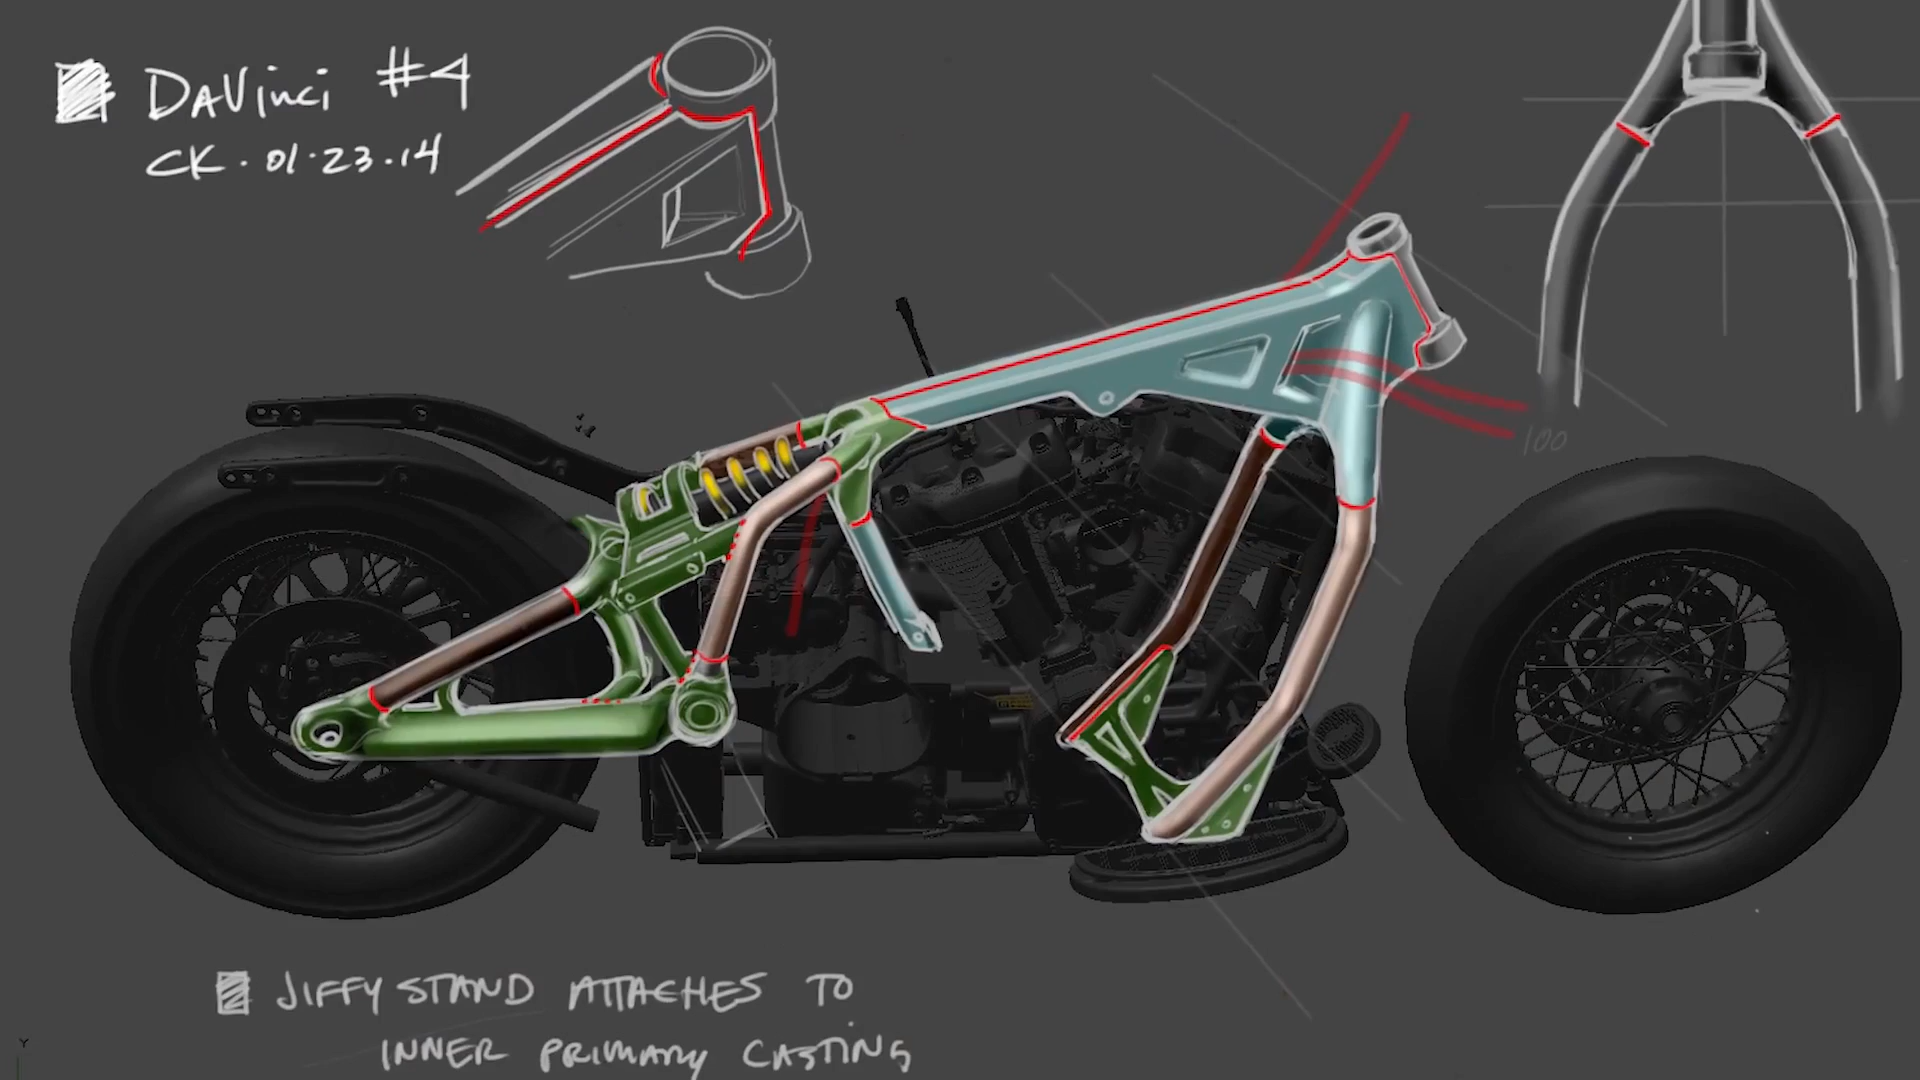 DAVinci #4
CK. 01.23.14
100
JIFFY STAND ATTACHES TO
INNER PRIMARY CASTING
Y